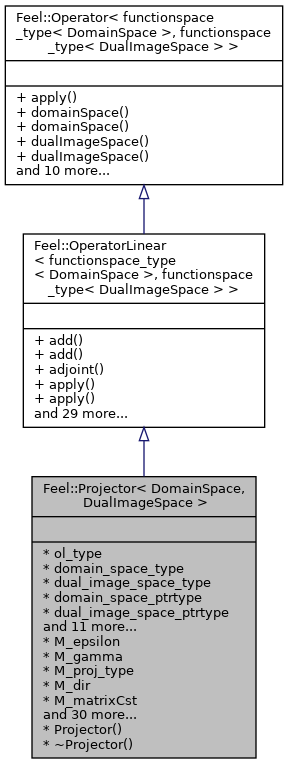 Feel::Operator< functionspace
_type< DomainSpace >, functionspace
_type< DualImageSpace > >
+ apply()
+ domainSpace()
+ domainSpace()
+ dualImageSpace()
+ dualImageSpace()
and 10 more...
Feel::OperatorLinear
< functionspace_type
< DomainSpace >, functionspace
_type< DualImageSpace > >
+ add()
+ add()
+ adjoint()
+ apply()
+ apply()
and 29 more...
Feel::Projector< DomainSpace,
DualImageSpace >
* ol_type
* domain_space_type
* dual_image_space_type
* domain_space_ptrtype
* dual_image_space_ptrtype
and 11 more...
* M_epsilon
* M_gamma
* M_proj_type
* M_dir
* M_matrixCst
and 30 more...
* Projector()
* ~Projector()